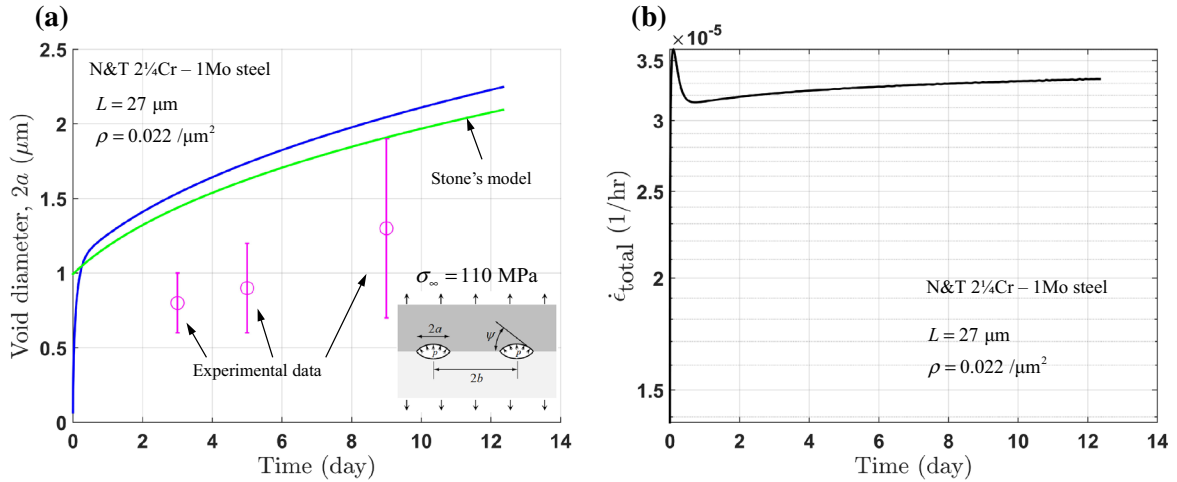 (a)
2.5
2
1.5
1
0.5
0
0
2
4
6
8
10
12
14
Void diameter, 2a (μm)
Time (day)
N&T 2¼Cr – 1Mo steel
L = 27 μm
ρ = 0.022 /μm²
Stone's model
Experimental data
σ∞ = 110 MPa
2a
ψ
p
p
2b
(b)
×10⁻⁵
3.5
3
2.5
2
1.5
0
2
4
6
8
10
12
14
ϵ̇total (1/hr)
Time (day)
N&T 2¼Cr – 1Mo steel
L = 27 μm
ρ = 0.022 /μm²